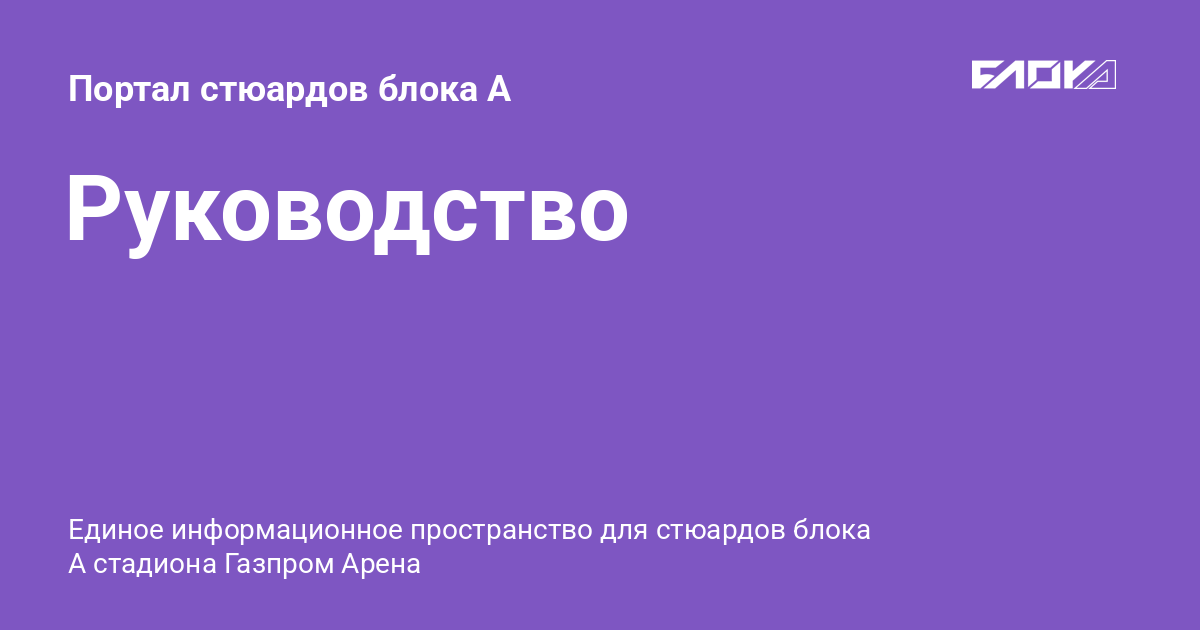 Портал стюардов блока А
БЛОК А
Руководство
Единое информационное пространство для стюардов блока
А стадиона Газпром Арена